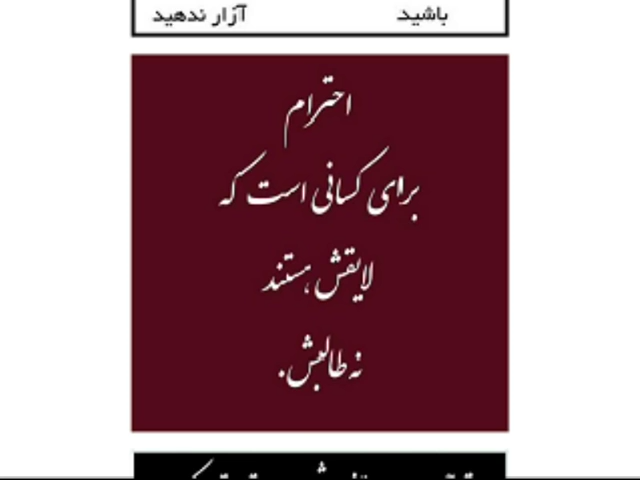 باشید آزار ندهید
احترام
برای کسانی است که
لایقش هستند
نه طالبش.